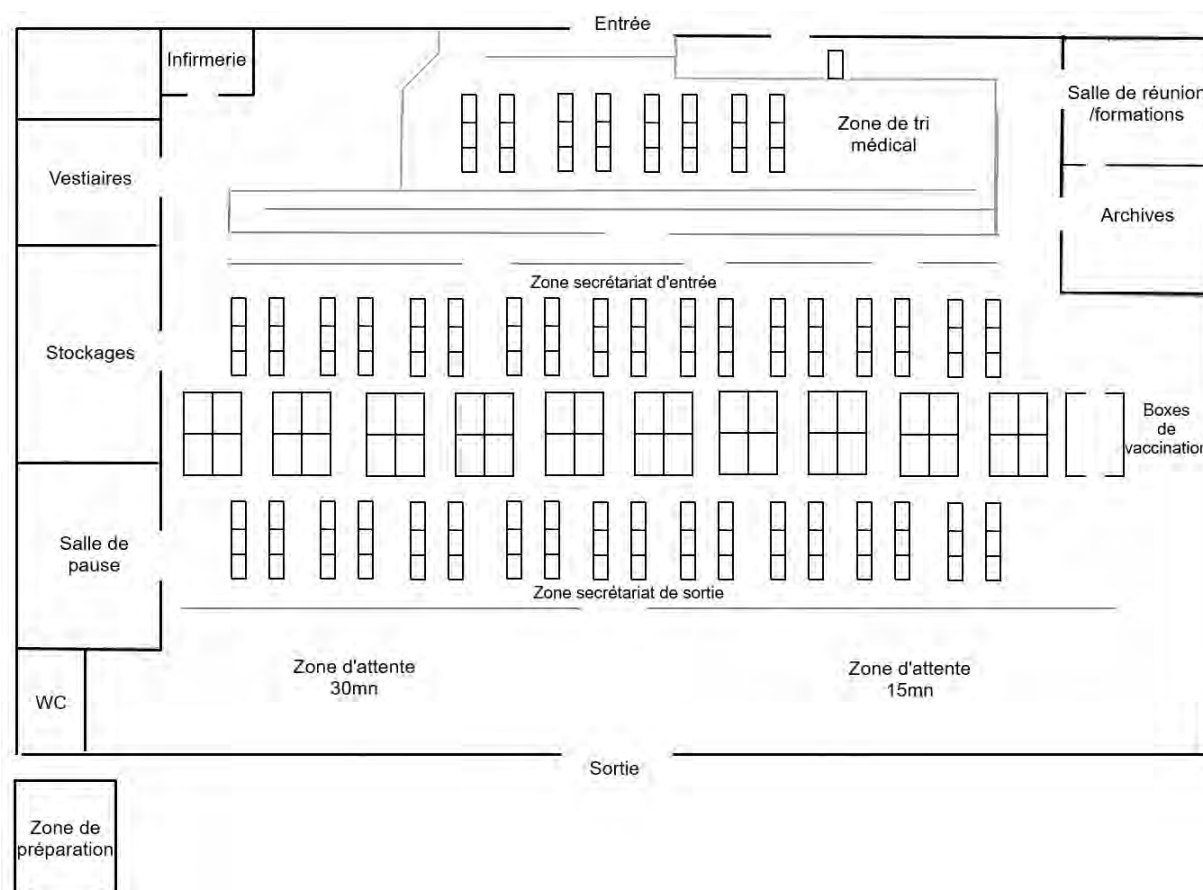 Entrée
Infirmerie
Salle de réunion
/formations
Zone de tri
médical
Vestiaires
Archives
Zone secrétariat d'entrée
Stockages
Boxes
de
vaccination
Salle de
pause
Zone secrétariat de sortie
Zone d'attente
30mn
Zone d'attente
15mn
WC
Sortie
Zone de
préparation